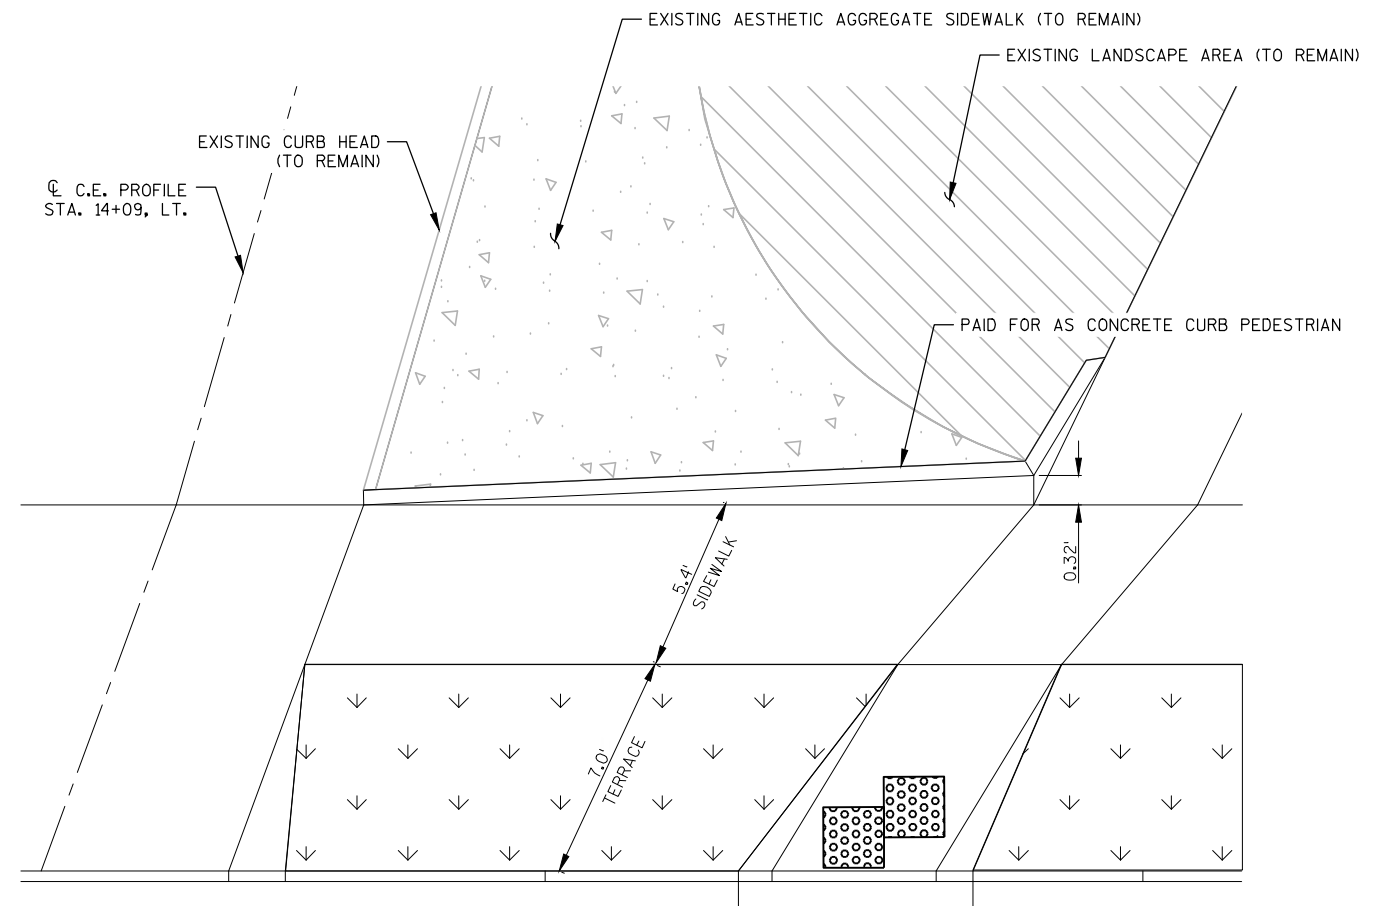 EXISTING AESTHETIC AGGREGATE SIDEWALK (TO REMAIN)
EXISTING LANDSCAPE AREA (TO REMAIN)
EXISTING CURB HEAD
(TO REMAIN)
℄ C.E. PROFILE
STA. 14+09, LT.
PAID FOR AS CONCRETE CURB PEDESTRIAN
0.32'
5.4'
SIDEWALK
7.0'
TERRACE